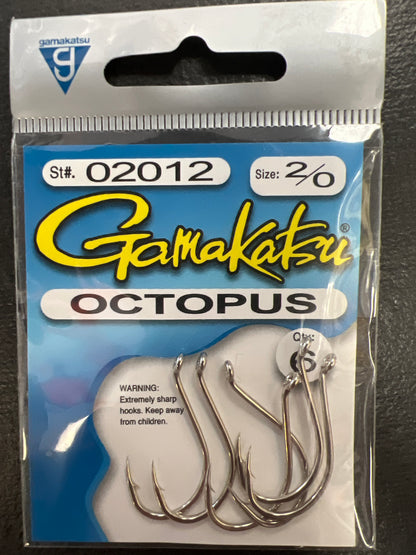 gamakatsu
St#. 02012
Size: 2/0
Gamakatsu®
OCTOPUS
Qty:
6
WARNING:
Extremely sharp
hooks. Keep away
from children.